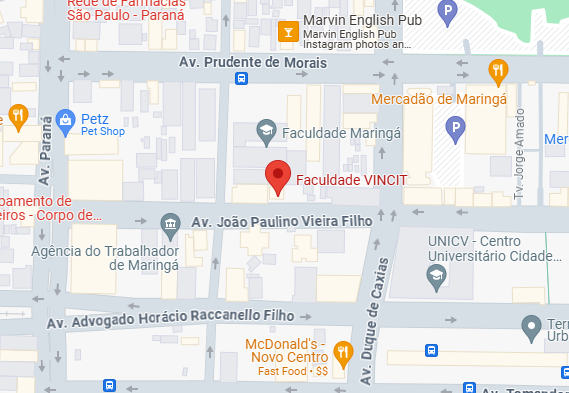 Rede de Farmácias
São Paulo - Paraná
Marvin English Pub
Marvin English Pub
Instagram photos an...
Av. Prudente de Morais
P
Mercadão de Maringá
Petz
Pet Shop
Av. Paraná
Faculdade Maringá
P
Tv. Jorge Amado
Mer
Faculdade VINCIT
pamento de
eiros - Corpo de...
Av. João Paulino Vieira Filho
Agência do Trabalhador
de Maringá
UNICV - Centro
Universitário Cidade...
Av. Duque de Caxias
Av. Advogado Horácio Raccanello Filho
Terr
Urb
McDonald's -
Novo Centro
Fast Food • $$